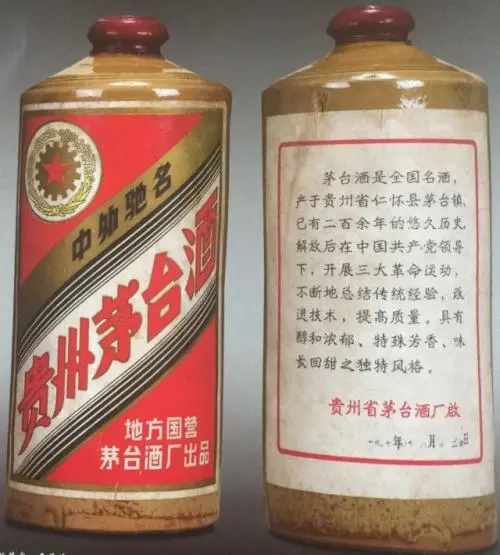 中外驰名
贵州茅台酒
地方国营
茅台酒厂出品
茅台酒是全国名酒,
产于贵州省仁怀县茅台镇,
已有二百余年的悠久历史,
解放后在中国共产党领导
下,开展三大革命运动,
不断地总结传统经验,改
进技术,提高质量。具有
醇和浓郁、特殊芳香,味
长回甜之独特风格。
贵州省茅台酒厂啟